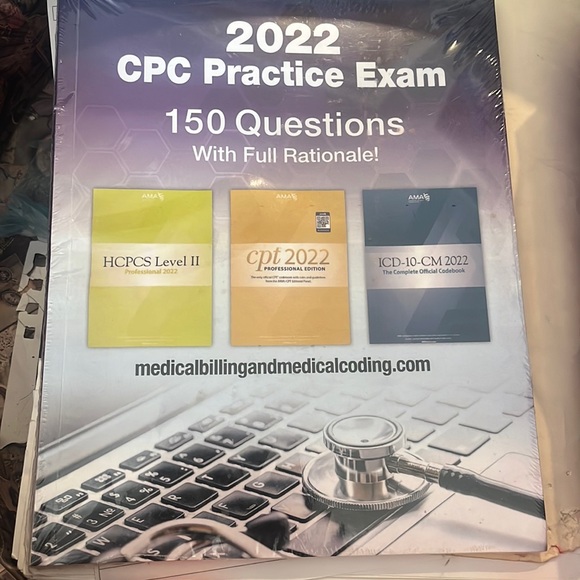 2022
CPC Practice Exam
150 Questions
With Full Rationale!
AMA
HCPCS Level II
Professional 2022
AMA
cpt 2022
PROFESSIONAL EDITION
AMA
ICD-10-CM 2022
The Complete Official Codebook
medicalbillingandmedicalcoding.com